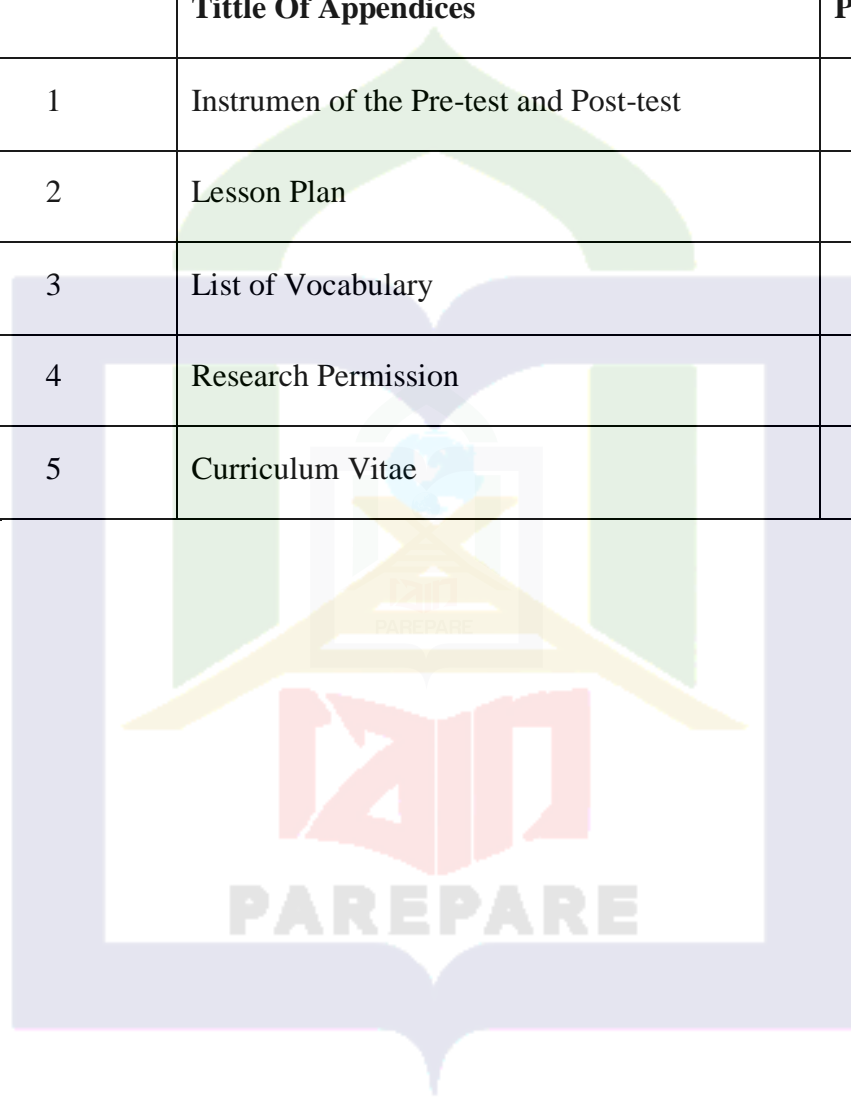 Tittle Of Appendices P
1 Instrumen of the Pre-test and Post-test
2 Lesson Plan
3 List of Vocabulary
4 Research Permission
5 Curriculum Vitae
PAREPARE
PAREPARE